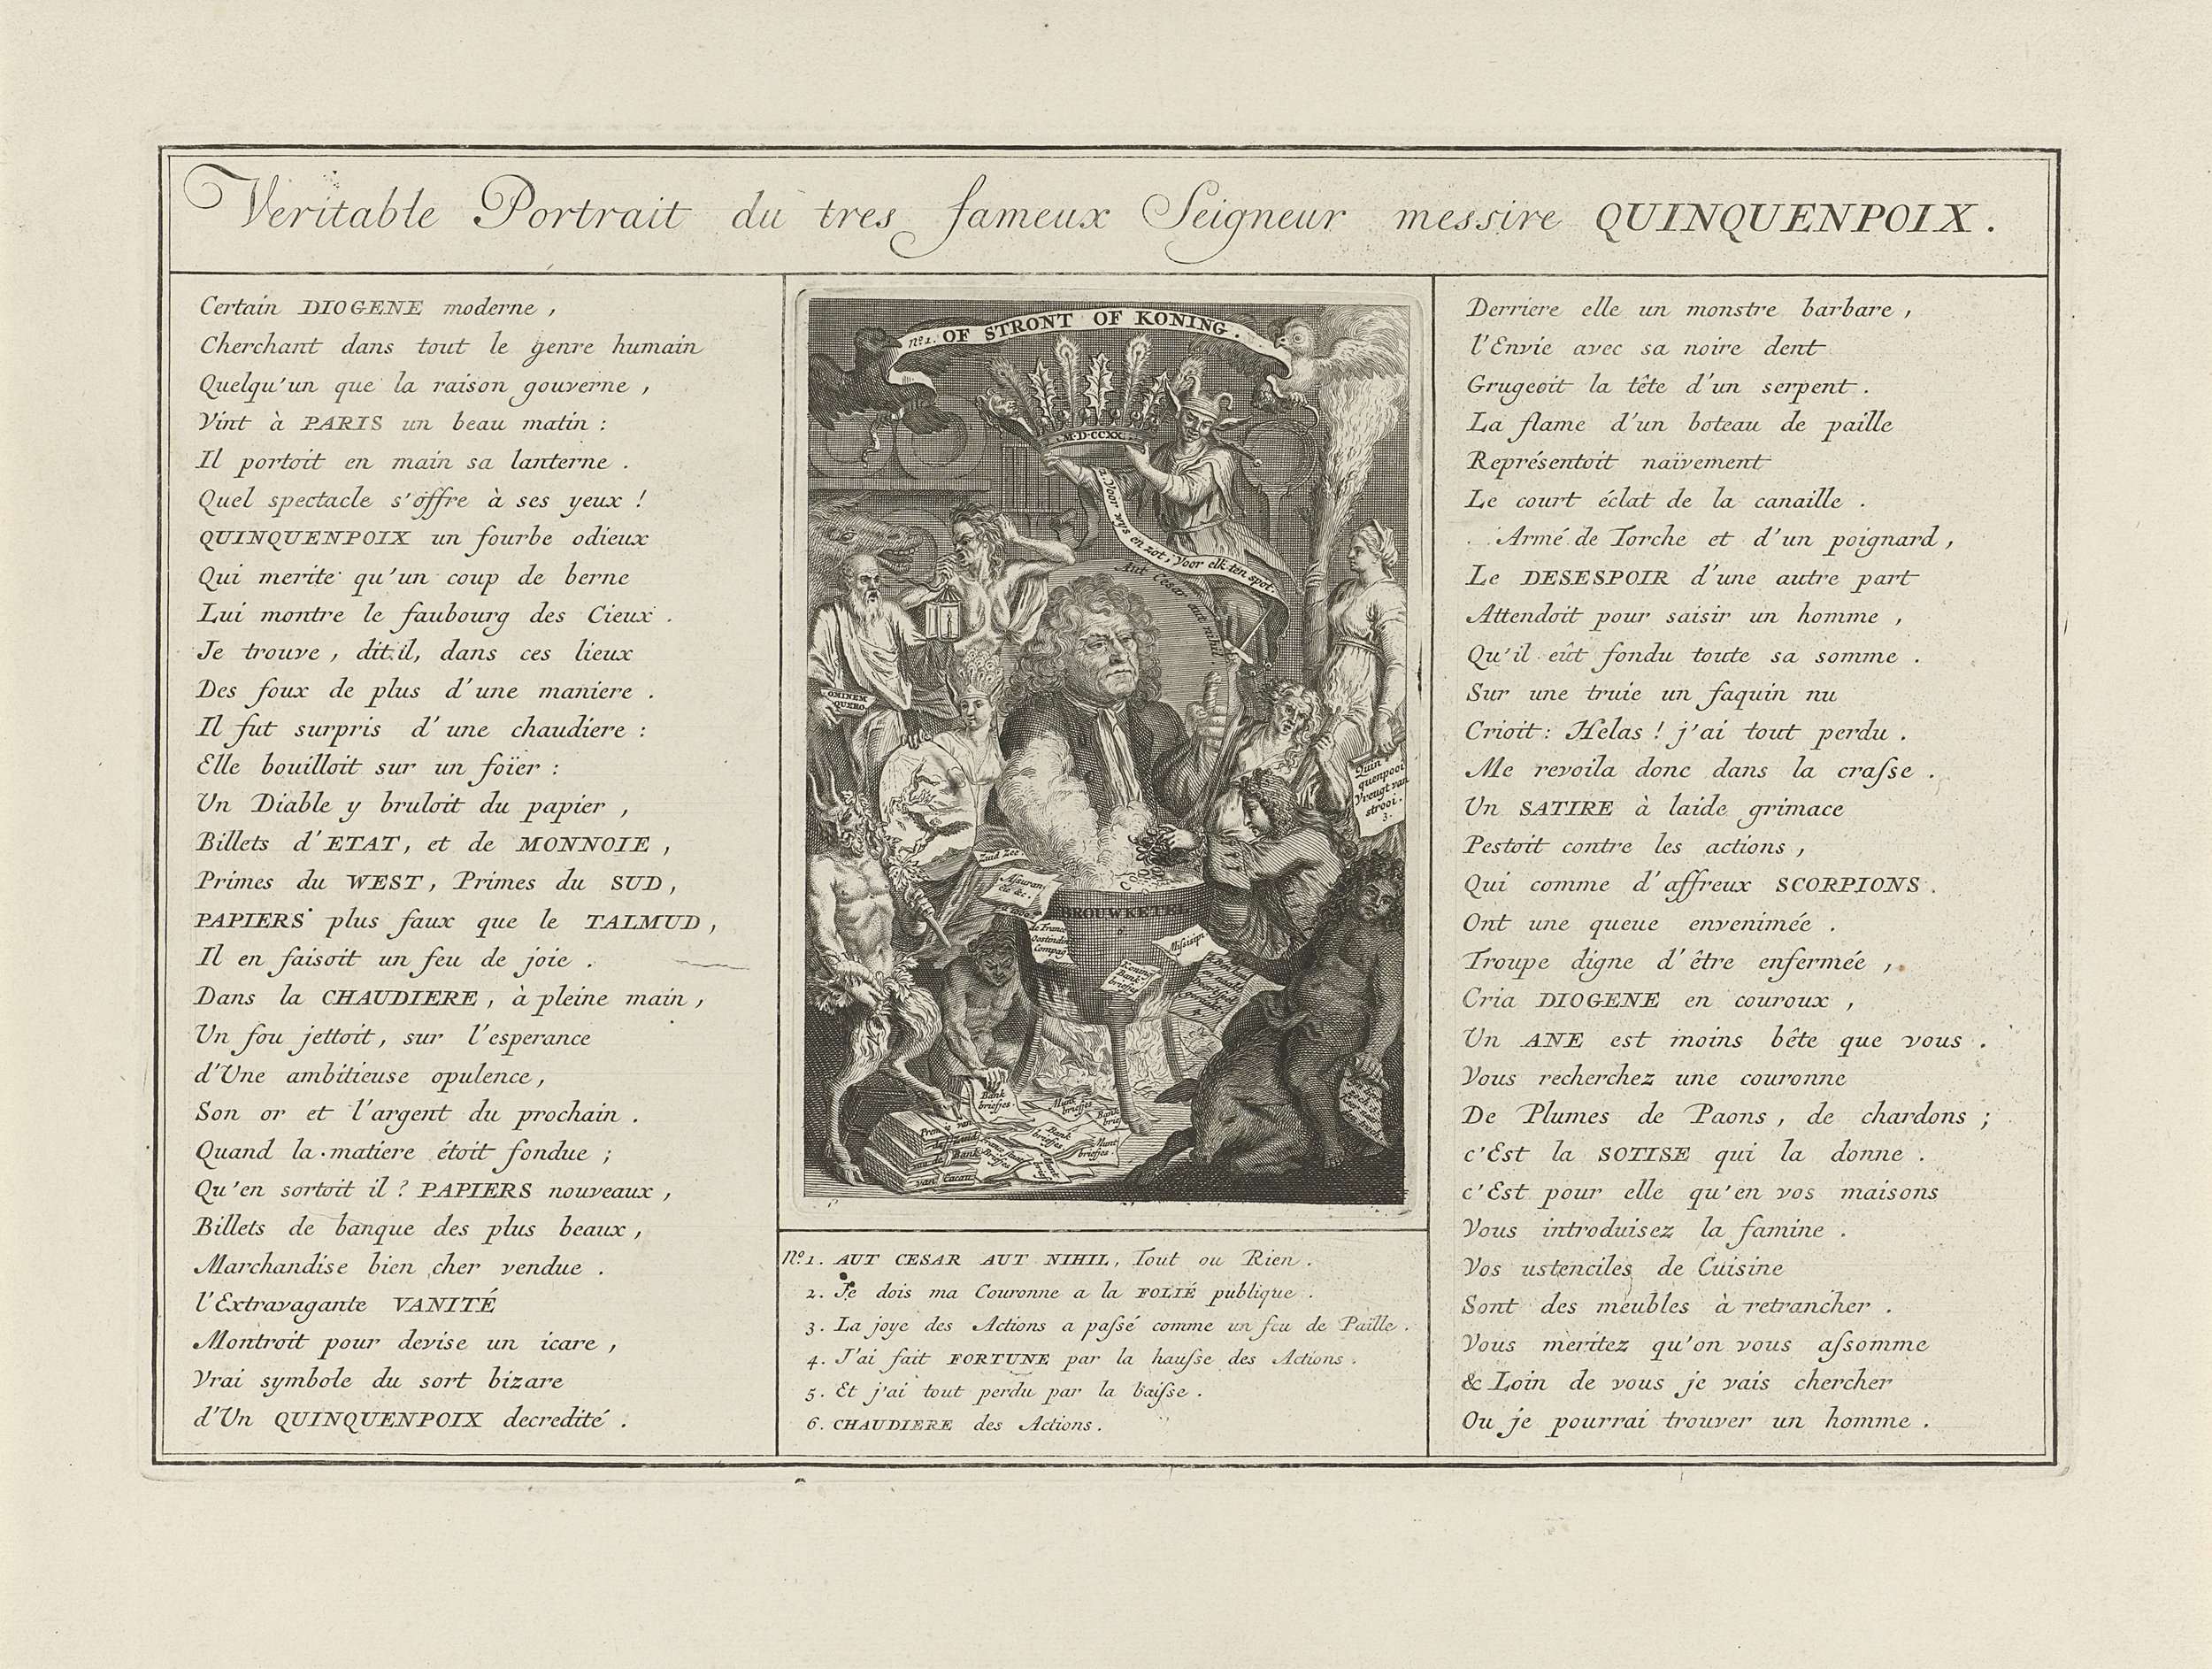 Veritable Portrait du tres fameux Seigneur messire QUINQUENPOIX.
Certain DIOGENE moderne,
Cherchant dans tout le genre humain
Quelqu'un que la raison gouverne,
Vint à PARIS un beau matin:
Il portoit en main sa lanterne.
Quel spectacle s'offre à ses yeux!
QUINQUENPOIX un fourbe odieux
Qui merite qu'un coup de berne
Lui montre le faubourg des Cieux.
Je trouve, dit il, dans ces lieux
Des foux de plus d'une maniere.
Il fut surpris d'une chaudiere:
Elle bouilloit sur un foïer:
Un Diable y bruloit du papier,
Billets d'ETAT, et de MONNOIE,
Primes du WEST, Primes du SUD,
PAPIERS plus faux que le TALMUD,
Il en faisoit un feu de joie.
Dans la CHAUDIERE, à pleine main,
Un fou jettoit, sur l'esperance
d'Une ambitieuse opulence,
Son or et l'argent du prochain.
Quand la matiere étoit fondue;
Qu'en sortoit il? PAPIERS nouveaux,
Billets de banque des plus beaux,
Marchandise bien cher vendue.
l'Extravagante VANITÉ
Montroit pour devise un icare,
Vrai symbole du sort bizare
d'Un QUINQUENPOIX decredité.
nº1. OF STRONT OF KONING.
M·D·CCXX
2. Voor wys en zot, Voor elk ten spot.
Aut Cesar aut nihil.
OMINEM QUERO
Quinquenpooi Vreugt van strooi. 3.
Zuid Zee
Assuran cie &c.
BROUWKETEL
6
de Franse Oostindise Compag
Misisipi
Koning Bank briefjes
Bank briefjes.
Munt briefjes
Bank brief
Bank briefjes
Munt briefjes.
van de Bank Briefjes
van Cacau
Nº1. AUT CESAR AUT NIHIL, Tout ou Rien.
2. Je dois ma Couronne a la FOLIÉ publique.
3. La joye des Actions a passé comme un feu de Paille.
4. J'ai fait FORTUNE par la hausse des Actions.
5. Et j'ai tout perdu par la baisse.
6. CHAUDIERE des Actions.
Derriere elle un monstre barbare,
l'Envie avec sa noire dent
Grugeoit la tête d'un serpent.
La flame d'un boteau de paille
Représentoit naïvement
Le court éclat de la canaille.
Armé de Torche et d'un poignard,
Le DESESPOIR d'une autre part
Attendoit pour saisir un homme,
Qu'il eût fondu toute sa somme.
Sur une truie un faquin nu
Crioit: Helas! j'ai tout perdu.
Me revoila donc dans la crasse.
Un SATIRE à laide grimace
Pestoit contre les actions,
Qui comme d'affreux SCORPIONS.
Ont une queue envenimée.
Troupe digne d'être enfermée,
Cria DIOGENE en couroux,
Un ANE est moins bête que vous.
Vous recherchez une couronne
De Plumes de Paons, de chardons;
c'Est la SOTISE qui la donne.
c'Est pour elle qu'en vos maisons
Vous introduisez la famine.
Vos ustenciles de Cuisine
Sont des meubles à retrancher.
Vous meritez qu'on vous assomme
& Loin de vous je vais chercher
Ou je pourrai trouver un homme.